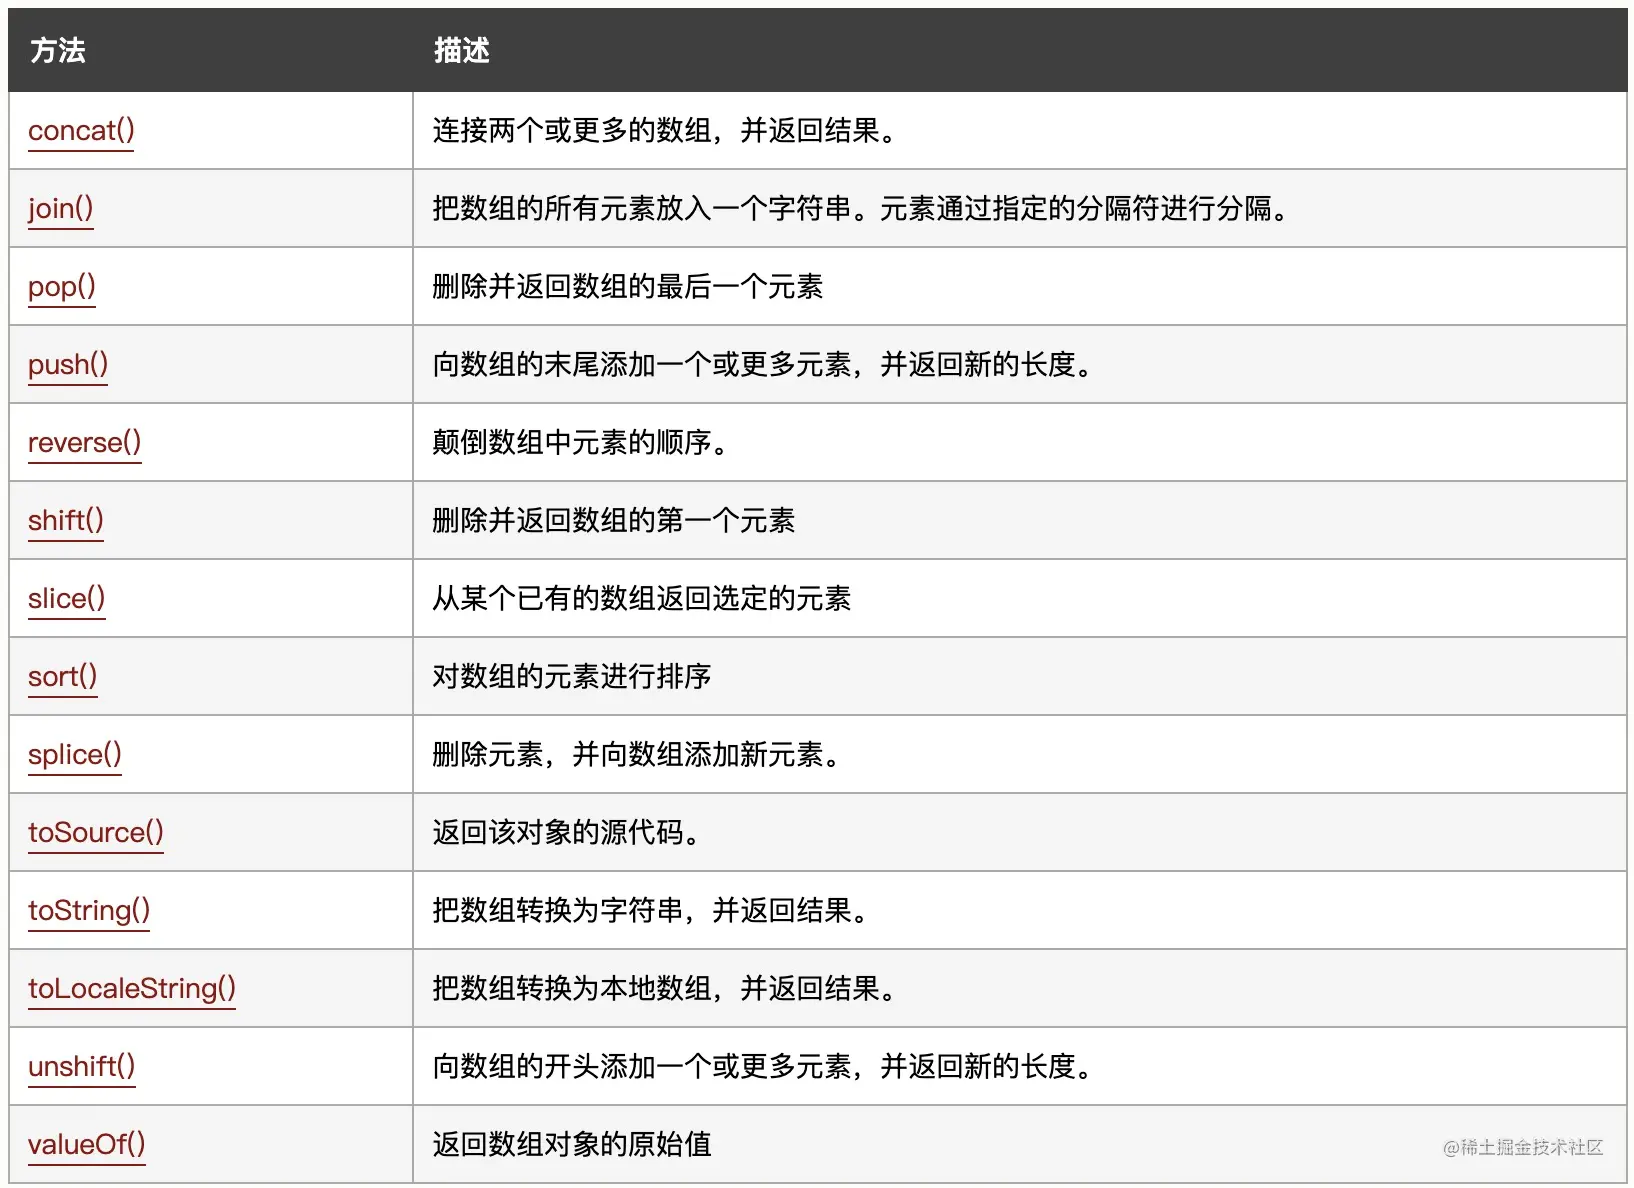 方法 描述
concat() 连接两个或更多的数组，并返回结果。
join() 把数组的所有元素放入一个字符串。元素通过指定的分隔符进行分隔。
pop() 删除并返回数组的最后一个元素
push() 向数组的末尾添加一个或更多元素，并返回新的长度。
reverse() 颠倒数组中元素的顺序。
shift() 删除并返回数组的第一个元素
slice() 从某个已有的数组返回选定的元素
sort() 对数组的元素进行排序
splice() 删除元素，并向数组添加新元素。
toSource() 返回该对象的源代码。
toString() 把数组转换为字符串，并返回结果。
toLocaleString() 把数组转换为本地数组，并返回结果。
unshift() 向数组的开头添加一个或更多元素，并返回新的长度。
valueOf() 返回数组对象的原始值
@稀土掘金技术社区